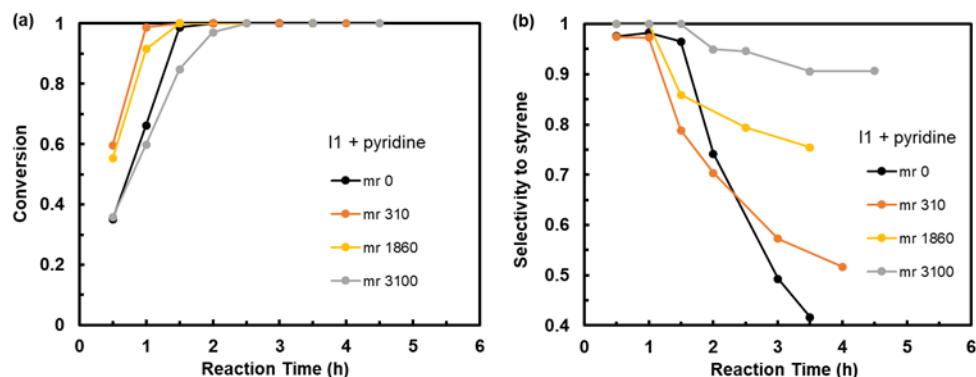 (a)
1
0.8
0.6
0.4
0.2
0
Conversion
I1 + pyridine
mr 0
mr 310
mr 1860
mr 3100
0 1 2 3 4 5 6
Reaction Time (h)
(b)
1
0.9
0.8
0.7
0.6
0.5
0.4
Selectivity to styrene
I1 + pyridine
mr 0
mr 310
mr 1860
mr 3100
0 1 2 3 4 5 6
Reaction Time (h)